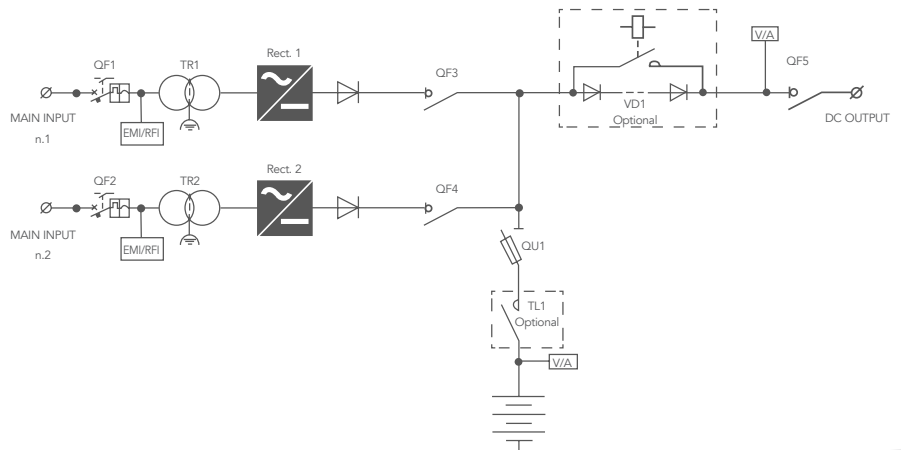 Rect. 1
V/A
QF1
TR1
QF3
QF5
VD1
Optional
EMI/RFI
MAIN INPUT
n.1
DC OUTPUT
Rect. 2
QF2
TR2
QF4
MAIN INPUT
n.2
EMI/RFI
QU1
TL1
Optional
V/A